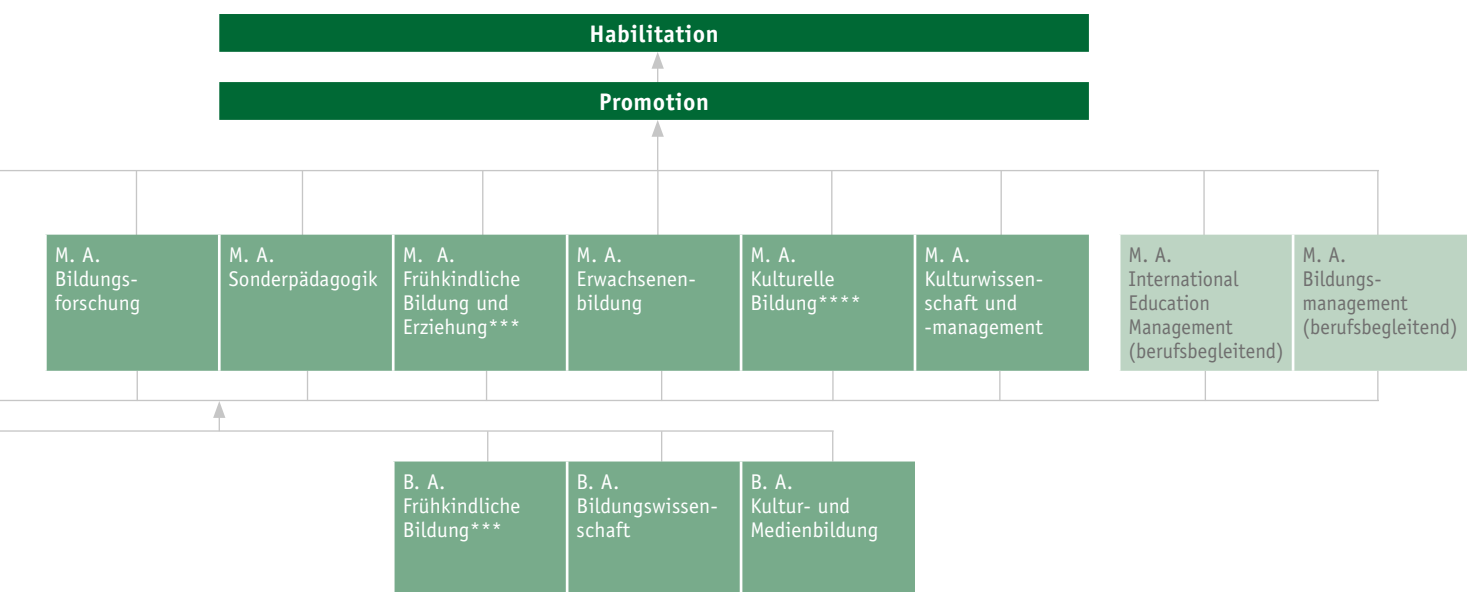 Habilitation
Promotion
M. A.
Bildungs-
forschung
M. A.
Sonderpädagogik
M. A.
Frühkindliche
Bildung und
Erziehung***
M. A.
Erwachsenen-
bildung
M. A.
Kulturelle
Bildung****
M. A.
Kulturwissen-
schaft und
-management
M. A.
International
Education
Management
(berufsbegleitend)
M. A.
Bildungs-
management
(berufsbegleitend)
B. A.
Frühkindliche
Bildung***
B. A.
Bildungswissen-
schaft
B. A.
Kultur- und
Medienbildung